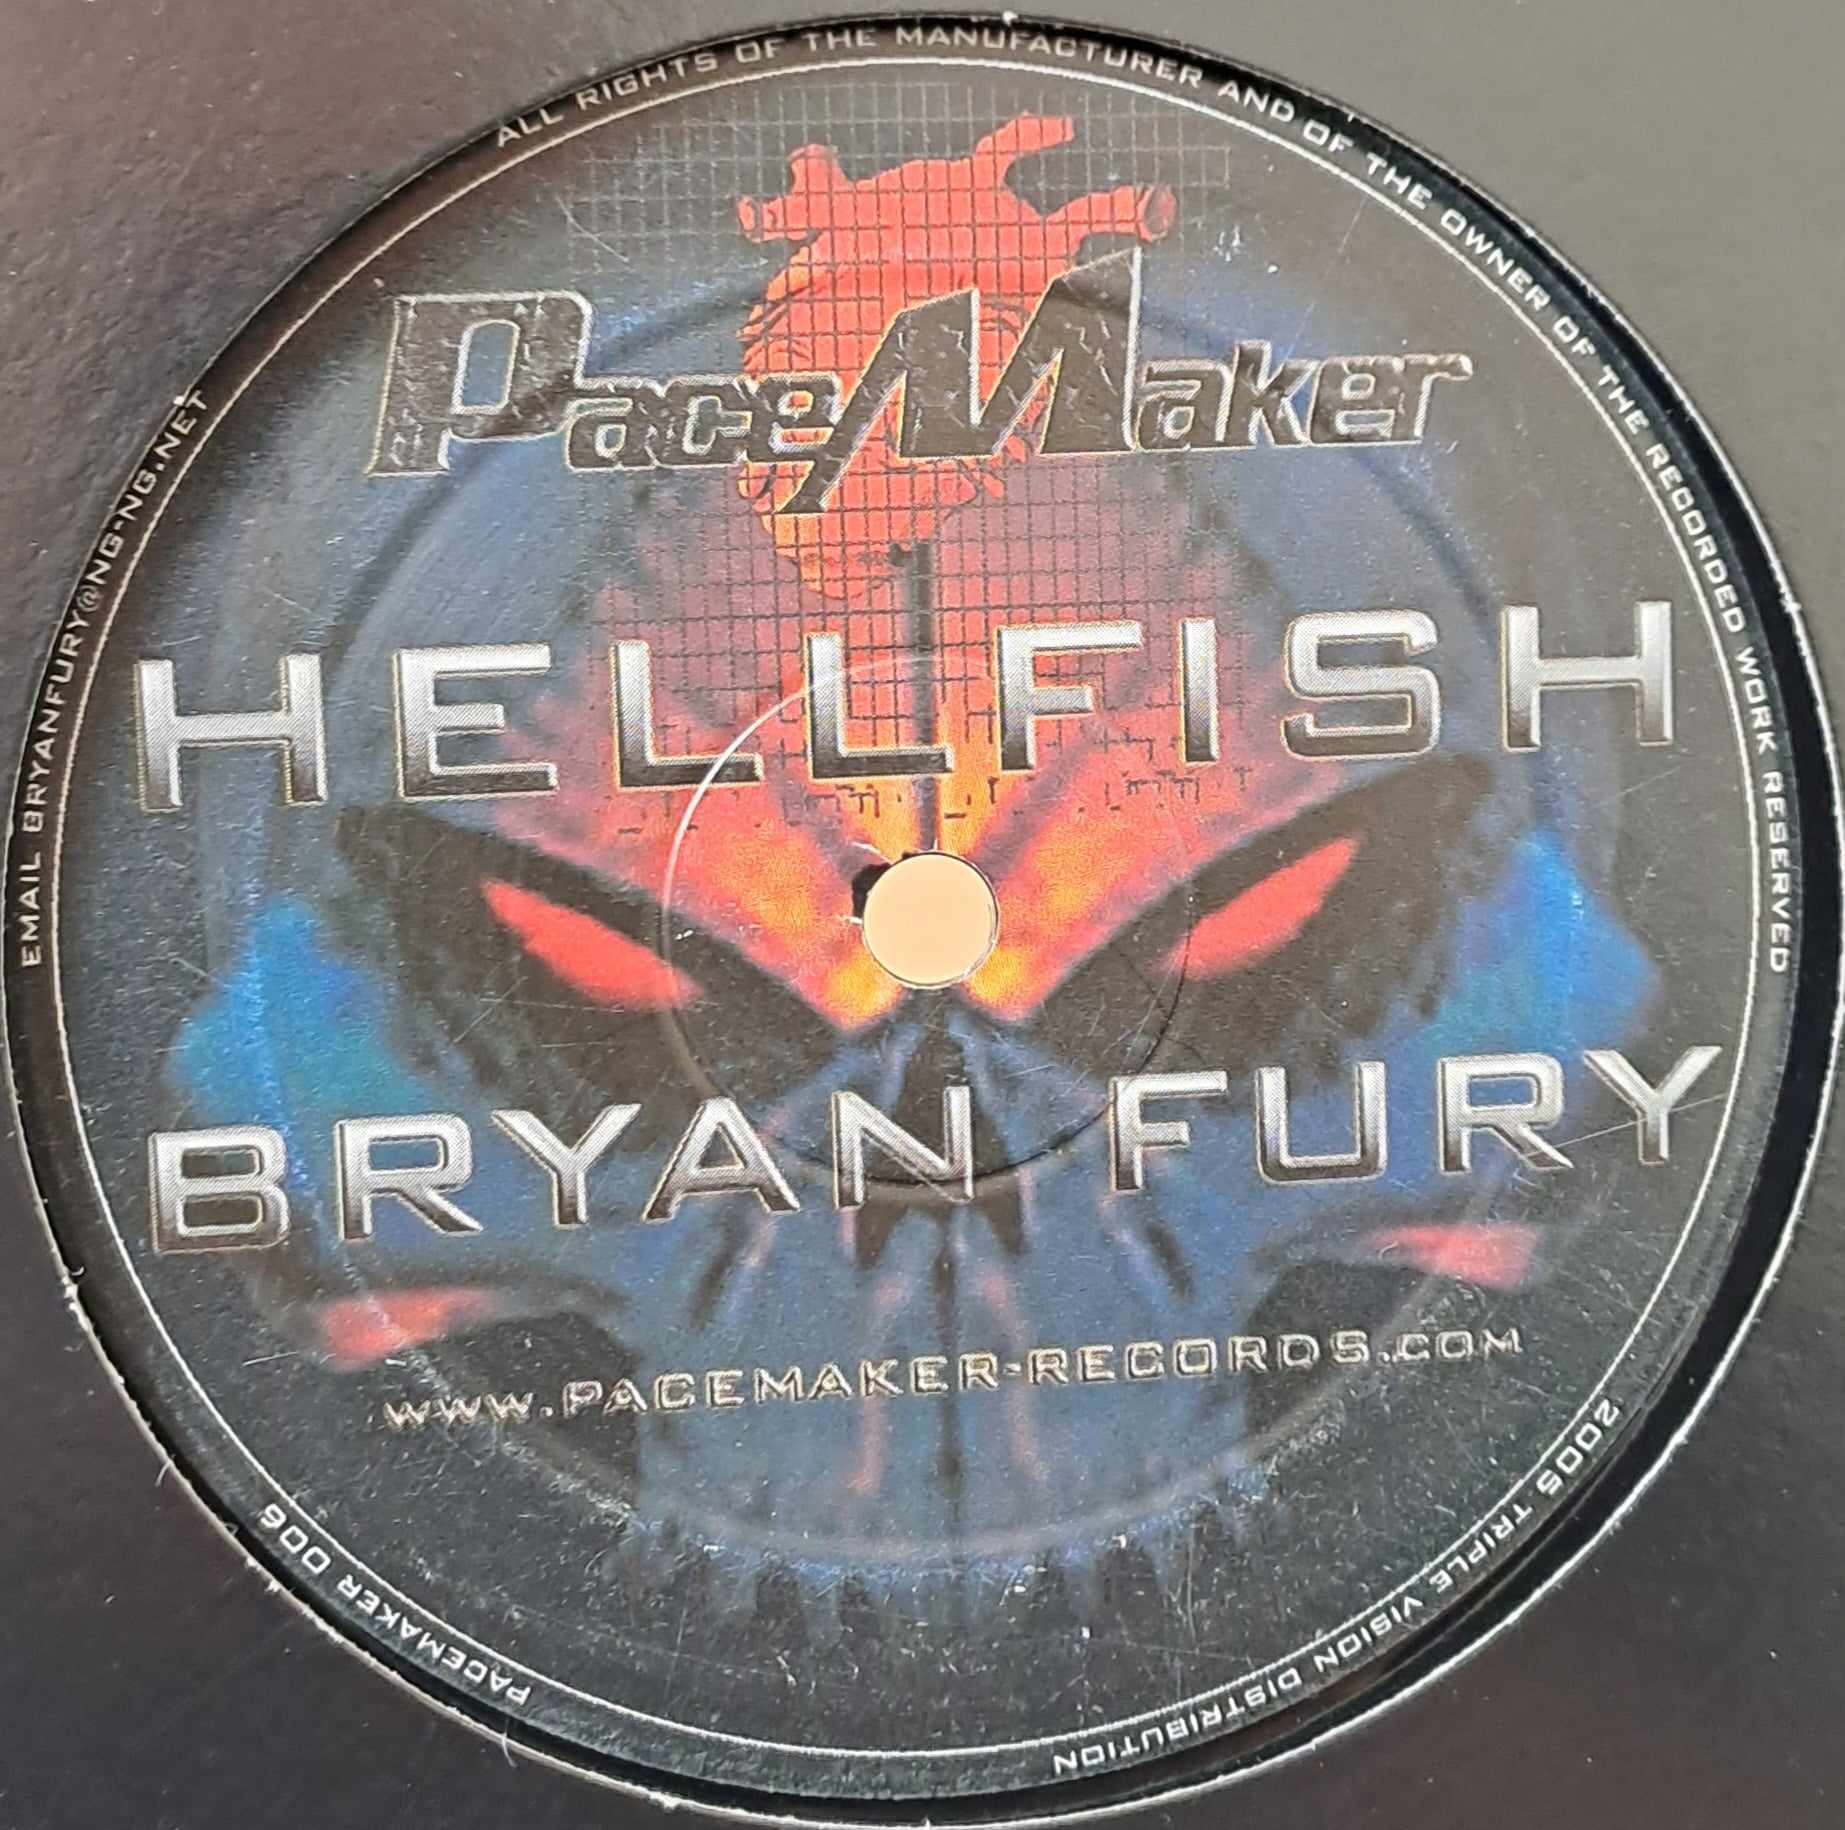 ALL RIGHTS OF THE MANUFACTURER AND OF THE OWNER OF THE RECORDED WORK RESERVED
PaceMaker
HELLFISH
BRYAN FURY
WWW.PACEMAKER-RECORDS.COM
EMAIL BRYANFURY@NG-NG.NET
PACEMAKER 006
2005 TRIPLE VISION DISTRIBUTION